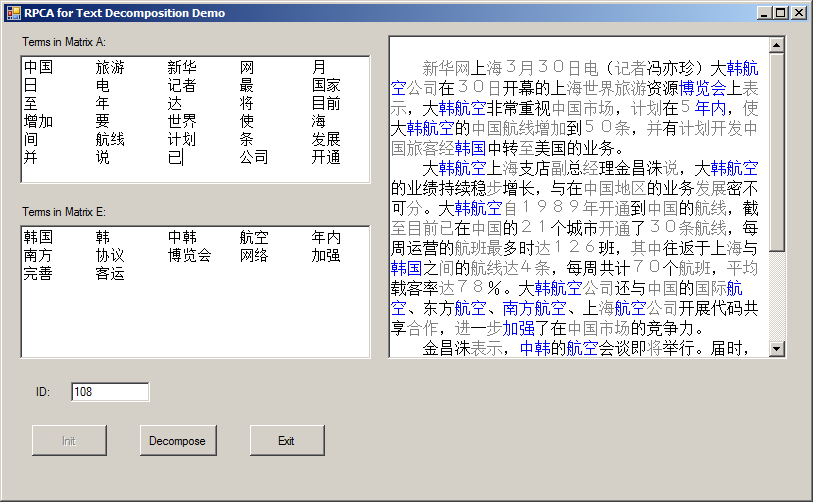 RPCA for Text Decomposition Demo
Terms in Matrix A:
中国 旅游 新华 网 月
日 电 记者 最 国家
至 年 达 将 目前
增加 要 世界 使 海
间 航线 计划 条 发展
并 说 已 公司 开通
Terms in Matrix E:
韩国 韩 中韩 航空 年内
南方 协议 博览会 网络 加强
完善 客运
ID: 108
Init Decompose Exit
新华网上海3月30日电(记者冯亦珍)大韩航
空公司在30日开幕的上海世界旅游资源博览会上表
示，大韩航空非常重视中国市场，计划在5年内，使
大韩航空的中国航线增加到50条，并有计划开发中
国旅客经韩国中转至美国的业务。
大韩航空上海支店副总经理金昌洙说，大韩航空
的业绩持续稳步增长，与在中国地区的业务发展密不
可分。大韩航空自1989年开通到中国的航线，截
至目前已在中国的21个城市开通了30条航线，每
周运营的航班最多时达126班，其中往返于上海与
韩国之间的航线达4条，每周共计70个航班，平均
载客率达78%。大韩航空公司还与中国的国际航
空、东方航空、南方航空、上海航空公司开展代码共
享合作，进一步加强了在中国市场的竞争力。
金昌洙表示，中韩的航空会谈即将举行。届时，